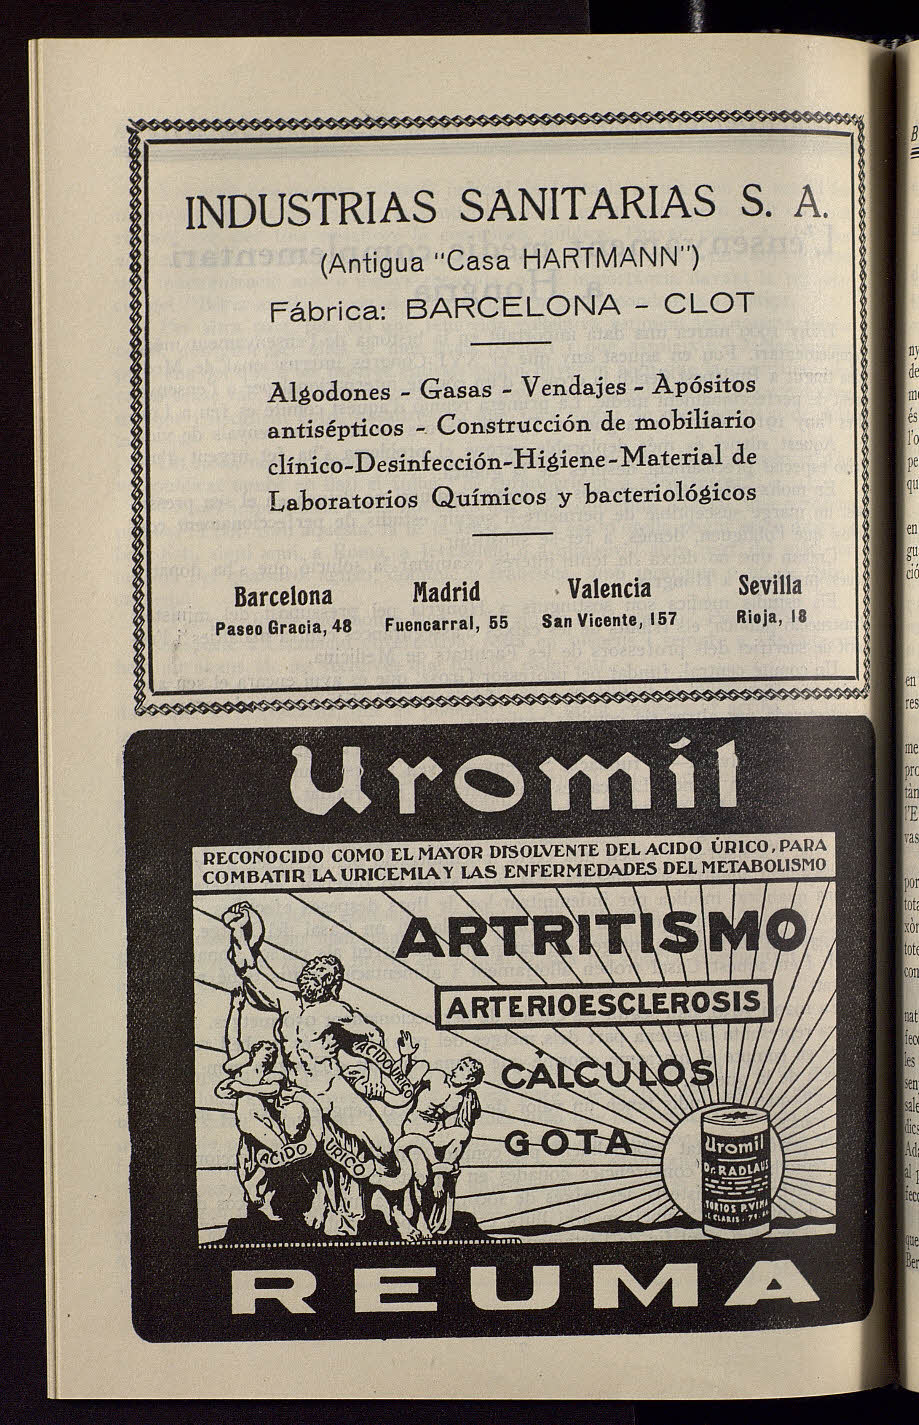 INDUSTRIAS SANITARIAS S. A.
(Antigua "Casa HARTMANN")
Fábrica: BARCELONA - CLOT
Algodones - Gasas - Vendajes - Apósitos
antisépticos - Construcción de mobiliario
clínico-Desinfección-Higiene-Material de
Laboratorios Químicos y bacteriológicos
Barcelona
Paseo Gracia, 48
Madrid
Fuencarral, 55
Valencia
San Vicente, 157
Sevilla
Rioja, 18
Uromil
RECONOCIDO COMO EL MAYOR DISOLVENTE DEL ACIDO ÚRICO, PARA
COMBATIR LA URICEMIA Y LAS ENFERMEDADES DEL METABOLISMO
ARTRITISMO
ARTERIOESCLEROSIS
CÁLCULOS
GOTA
ACIDO URICO
ACIDO URICO
Uromil
Dr. RADLAUS
REUMA